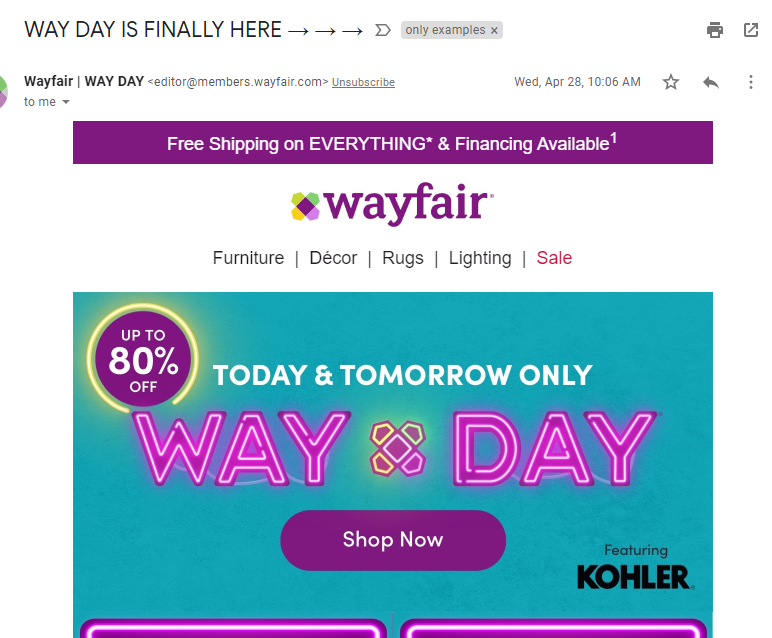 WAY DAY IS FINALLY HERE → → → only examples ×
Wayfair | WAY DAY <editor@members.wayfair.com> Unsubscribe Wed, Apr 28, 10:06 AM
to me
Free Shipping on EVERYTHING* & Financing Available1
wayfair
Furniture | Décor | Rugs | Lighting | Sale
UP TO
80%
OFF
TODAY & TOMORROW ONLY
WAY DAY
Shop Now
Featuring
KOHLER